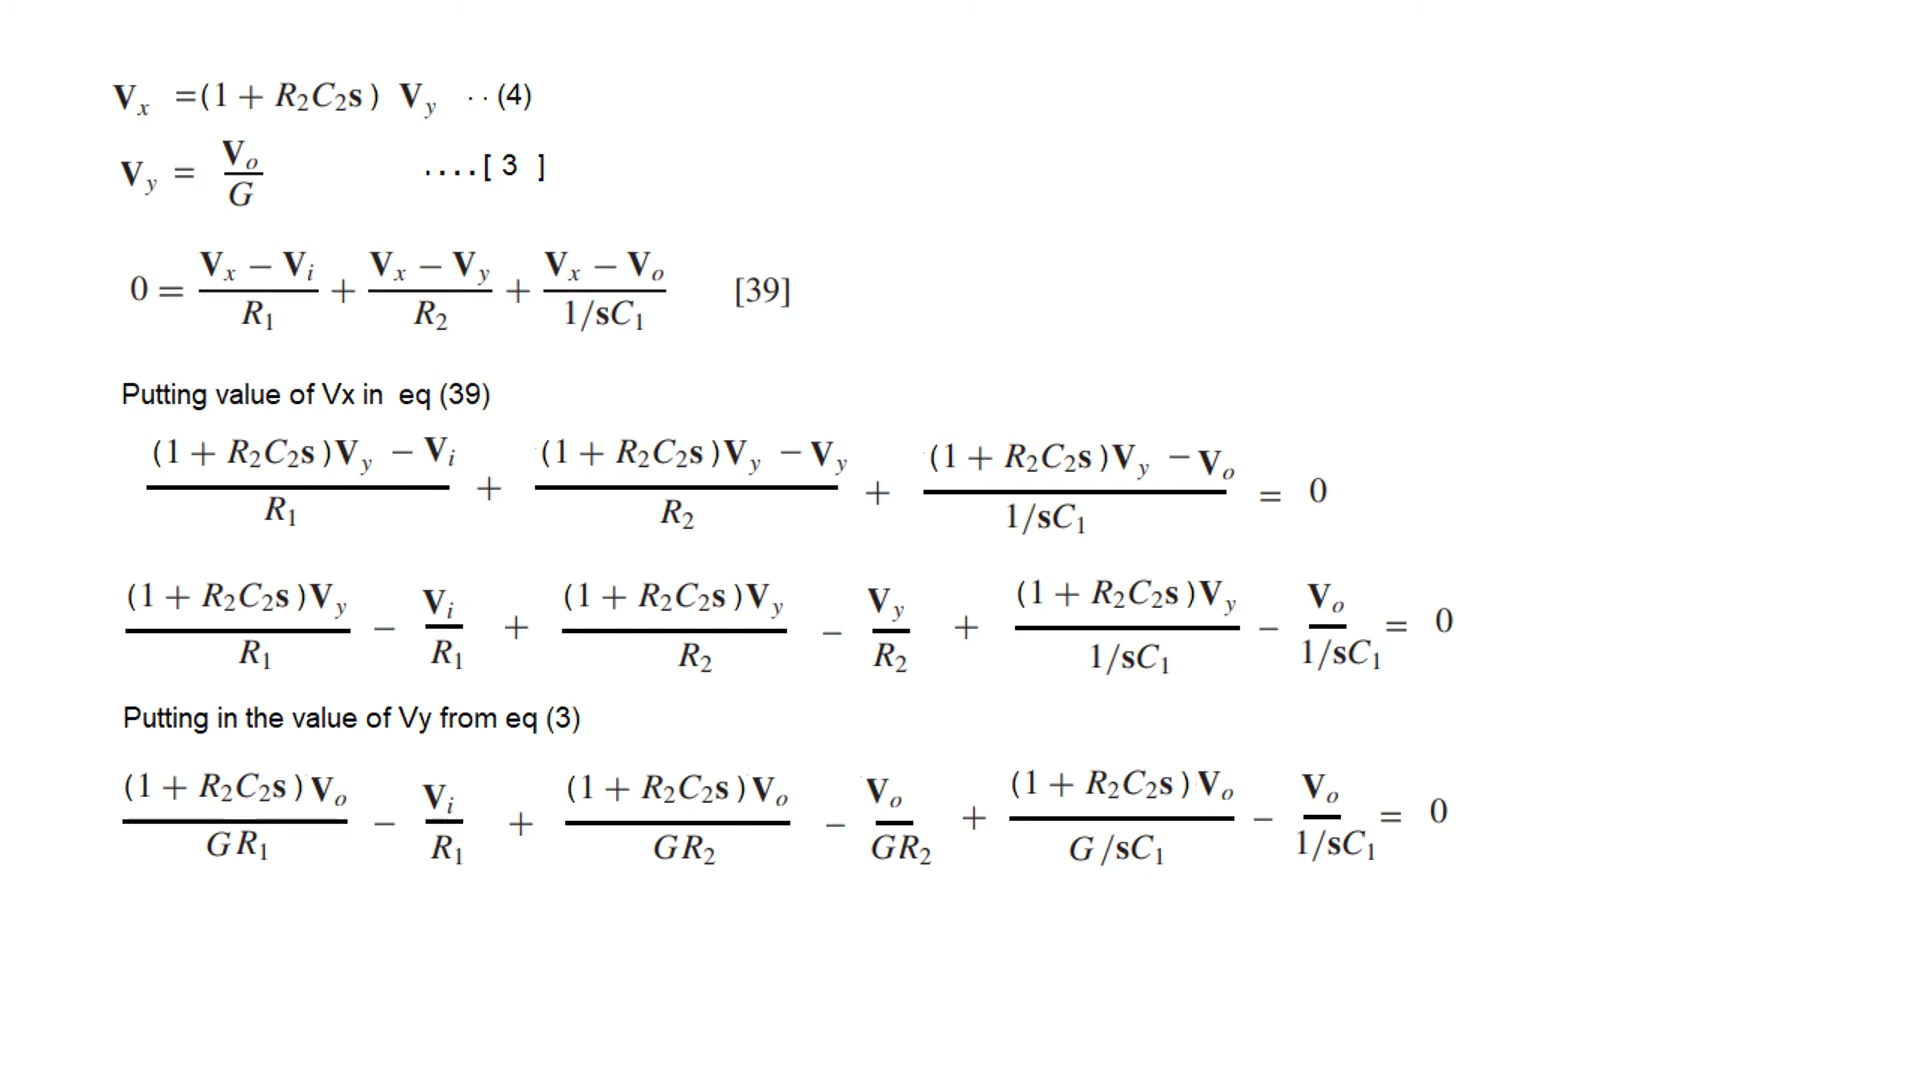 Vx =(1 + R2C2s) Vy ..(4)
Vy = Vo/G ....[ 3 ]
0 = (Vx − Vi)/R1 + (Vx − Vy)/R2 + (Vx − Vo)/(1/sC1) [39]
Putting value of Vx in eq (39)
((1 + R2C2s)Vy − Vi)/R1 + ((1 + R2C2s)Vy − Vy)/R2 + ((1 + R2C2s)Vy − Vo)/(1/sC1) = 0
(1 + R2C2s)Vy/R1 − Vi/R1 + (1 + R2C2s)Vy/R2 − Vy/R2 + (1 + R2C2s)Vy/(1/sC1) − Vo/(1/sC1) = 0
Putting in the value of Vy from eq (3)
(1 + R2C2s)Vo/GR1 − Vi/R1 + (1 + R2C2s)Vo/GR2 − Vo/GR2 + (1 + R2C2s)Vo/(G/sC1) − Vo/(1/sC1) = 0